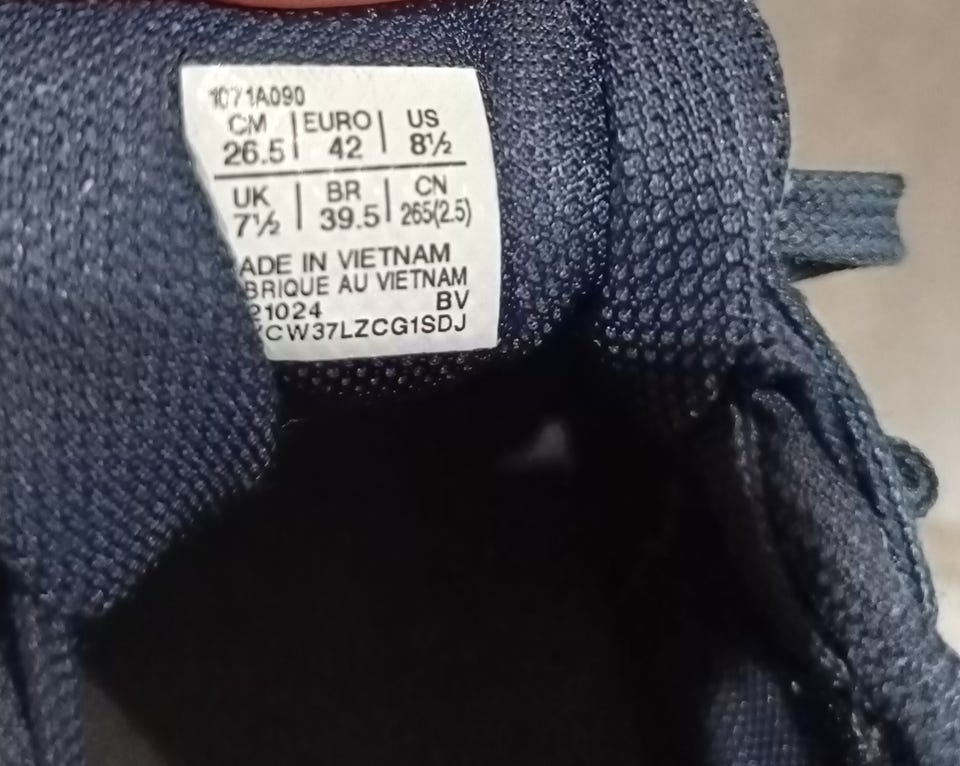 1071A090
CM | EURO | US
26.5 | 42 | 8½
UK | BR | CN
7½ | 39.5 | 265(2.5)
ADE IN VIETNAM
BRIQUE AU VIETNAM
21024 BV
CW37LZCG1SDJ